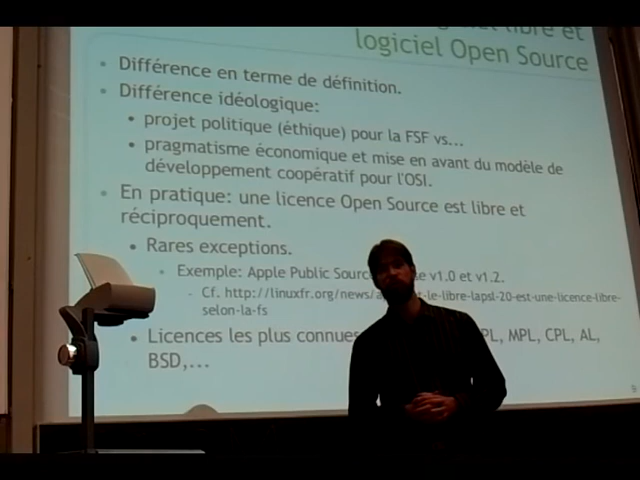 libre et
logiciel Open Source
Différence en terme de définition.
Différence idéologique:
projet politique (éthique) pour la FSF vs...
pragmatisme économique et mise en avant du modèle de
développement coopératif pour l'OSI.
En pratique: une licence Open Source est libre et
réciproquement.
Rares exceptions.
Exemple: Apple Public v1.0 et v1.2.
Cf. http://linuxfr.org/news/ -le-libre-lapsl-20-est-une-licence-libre-
selon-la-fs
Licences les plus connues PL, MPL, CPL, AL,
BSD,...
9